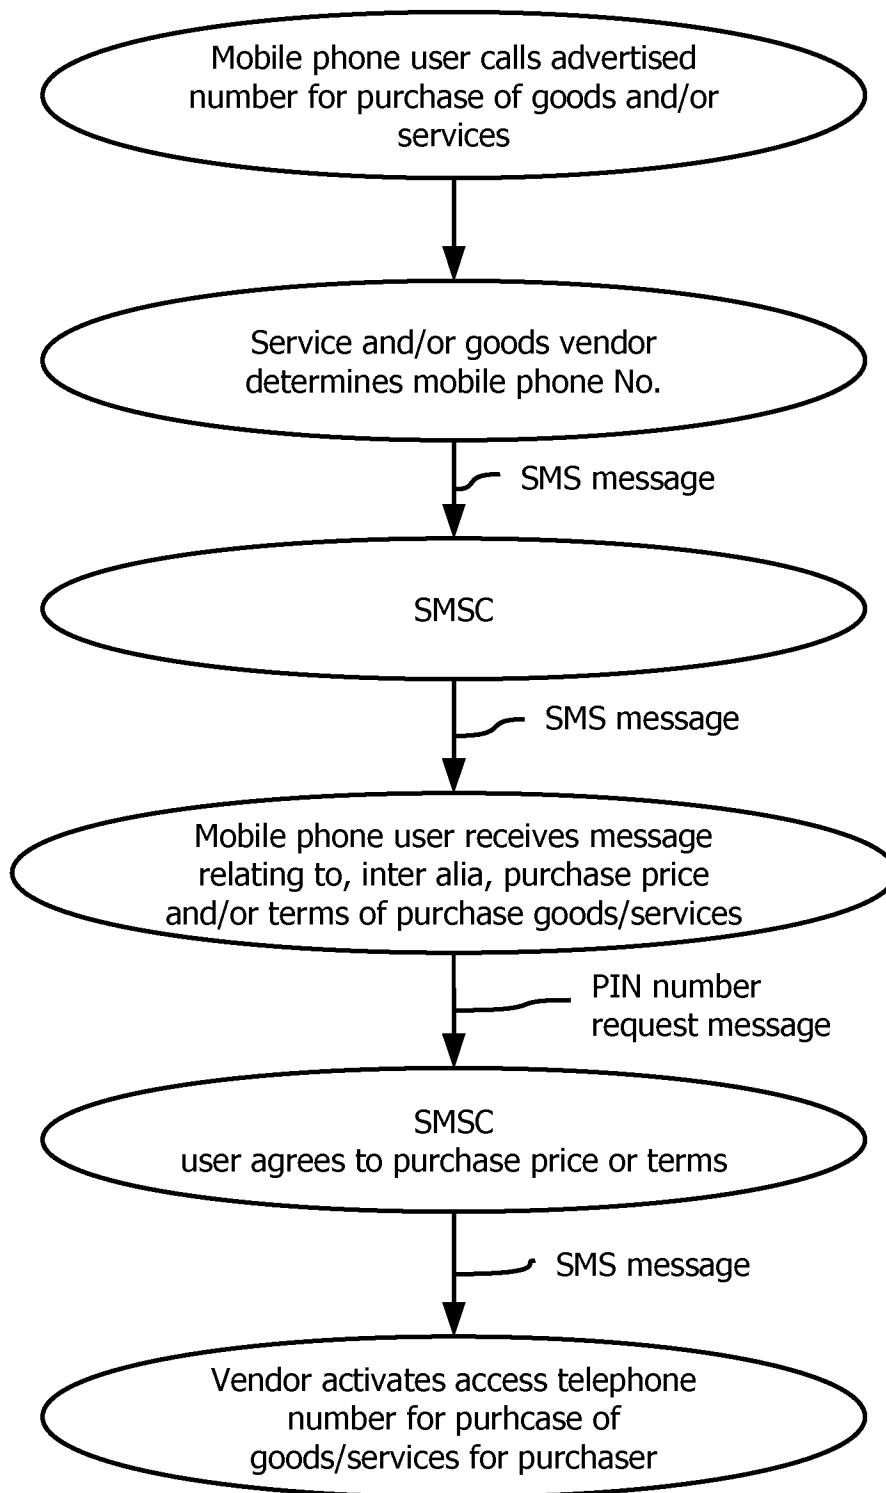 Mobile phone user calls advertised
number for purchase of goods and/or
services
Service and/or goods vendor
determines mobile phone No.
SMS message
SMSC
SMS message
Mobile phone user receives message
relating to, inter alia, purchase price
and/or terms of purchase goods/services
PIN number
request message
SMSC
user agrees to purchase price or terms
SMS message
Vendor activates access telephone
number for purhcase of
goods/services for purchaser